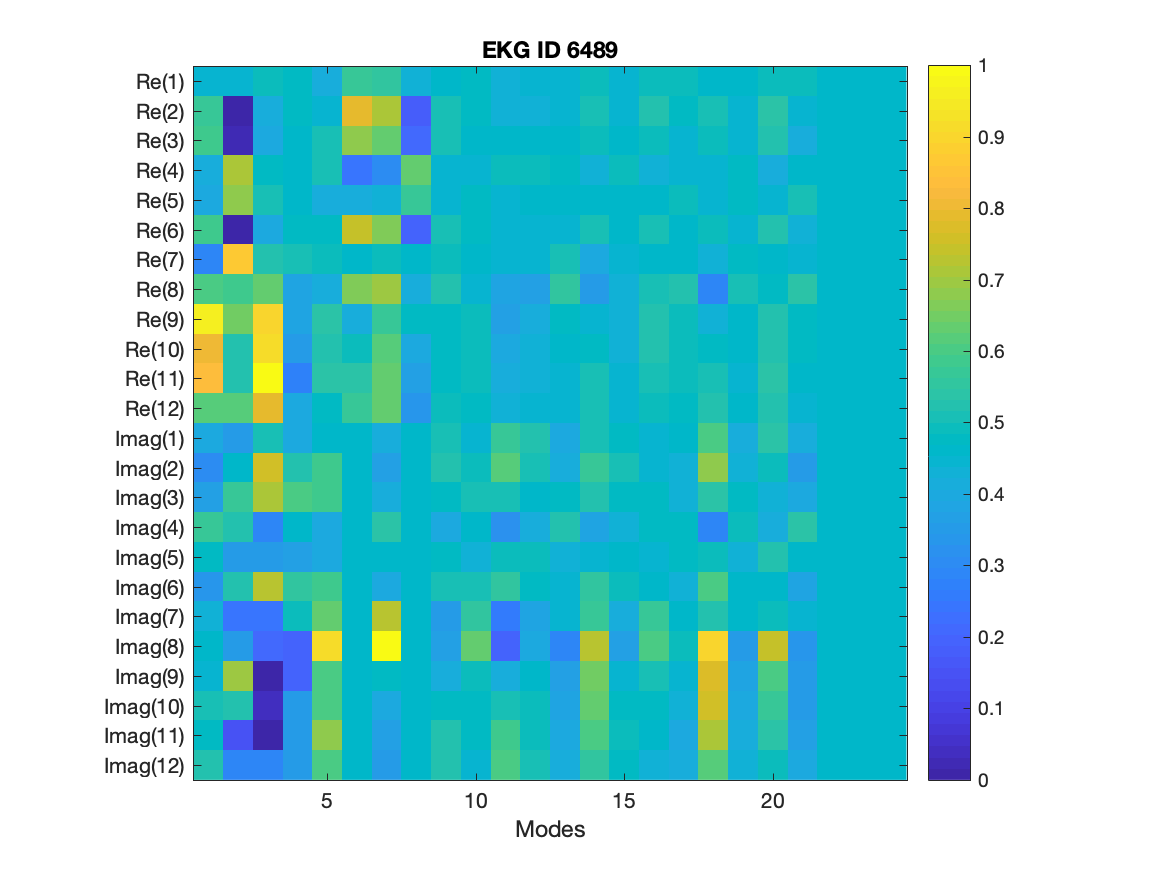 EKG ID 6489
Re(1)
Re(2)
Re(3)
Re(4)
Re(5)
Re(6)
Re(7)
Re(8)
Re(9)
Re(10)
Re(11)
Re(12)
Imag(1)
Imag(2)
Imag(3)
Imag(4)
Imag(5)
Imag(6)
Imag(7)
Imag(8)
Imag(9)
Imag(10)
Imag(11)
Imag(12)
5 10 15 20
Modes
1
0.9
0.8
0.7
0.6
0.5
0.4
0.3
0.2
0.1
0